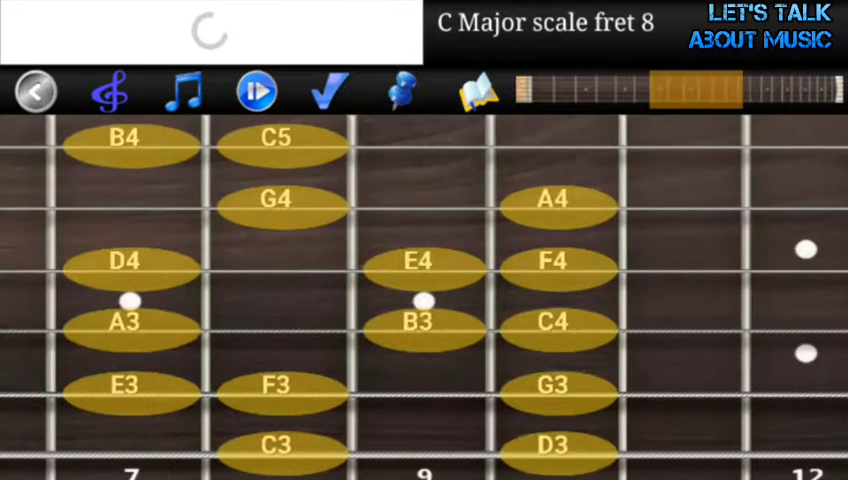 C Major scale fret 8
LET'S TALK
ABOUT MUSIC
B4 C5
G4 A4
D4 E4 F4
A3 B3 C4
E3 F3 G3
C3 D3
7 9 12